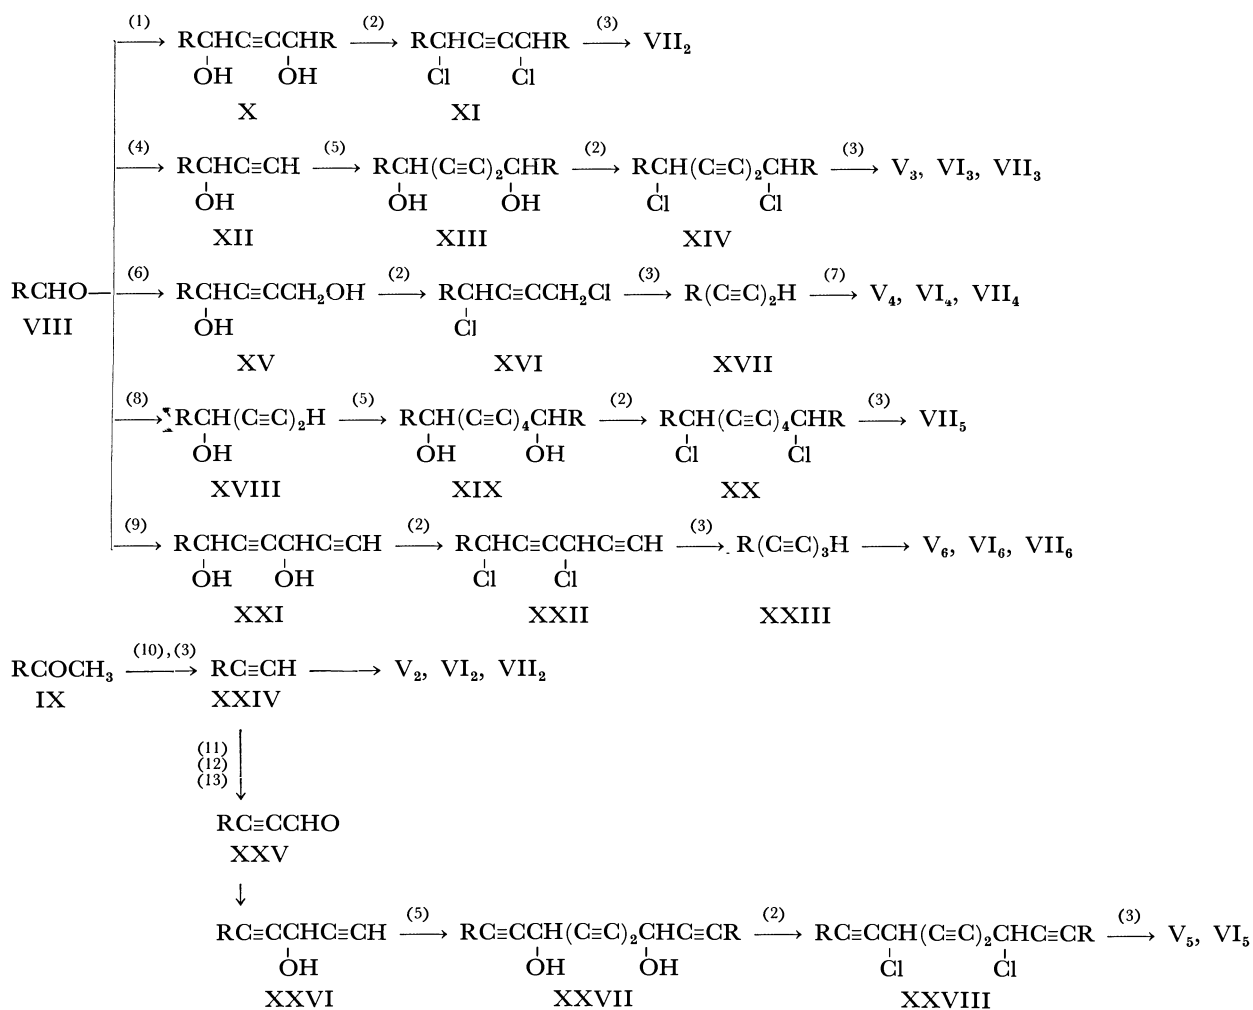 (1) (2) (3)
RCHC≡CCHR → RCHC≡CCHR → VII₂
OH OH Cl Cl
X XI
(4) (5) (2) (3)
RCHC≡CH → RCH(C≡C)₂CHR → RCH(C≡C)₂CHR → V₃, VI₃, VII₃
OH OH OH Cl Cl
XII XIII XIV
(6) (2) (3) (7)
RCHO → RCHC≡CCH₂OH → RCHC≡CCH₂Cl → R(C≡C)₂H → V₄, VI₄, VII₄
VIII OH Cl
XV XVI XVII
(8) (5) (2) (3)
RCH(C≡C)₂H → RCH(C≡C)₄CHR → RCH(C≡C)₄CHR → VII₅
OH OH OH Cl Cl
XVIII XIX XX
(9) (2) (3)
RCHC≡CCHC≡CH → RCHC≡CCHC≡CH → R(C≡C)₃H → V₆, VI₆, VII₆
OH OH Cl Cl
XXI XXII XXIII
(10),(3)
RCOCH₃ → RC≡CH → V₂, VI₂, VII₂
IX XXIV
(11)
(12)
(13)
↓
RC≡CCHO
XXV
↓
(5) (2) (3)
RC≡CCHC≡CH → RC≡CCH(C≡C)₂CHC≡CR → RC≡CCH(C≡C)₂CHC≡CR → V₅, VI₅
OH OH OH Cl Cl
XXVI XXVII XXVIII